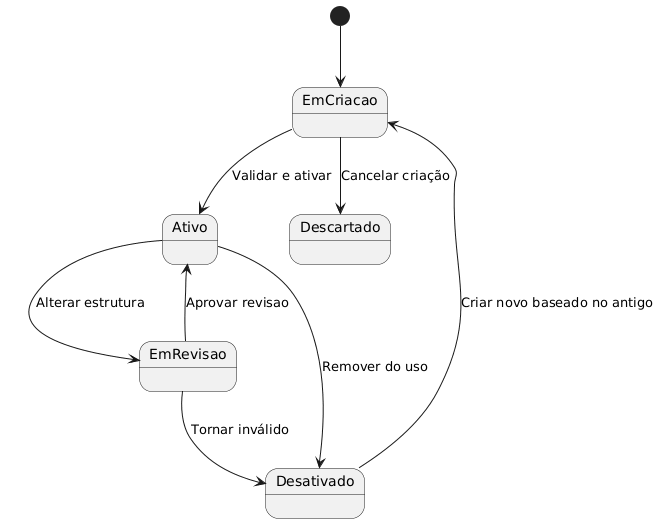 EmCriacao
Validar e ativar
Cancelar criação
Ativo
Descartado
Alterar estrutura
Aprovar revisao
Criar novo baseado no antigo
EmRevisao
Remover do uso
Tornar inválido
Desativado